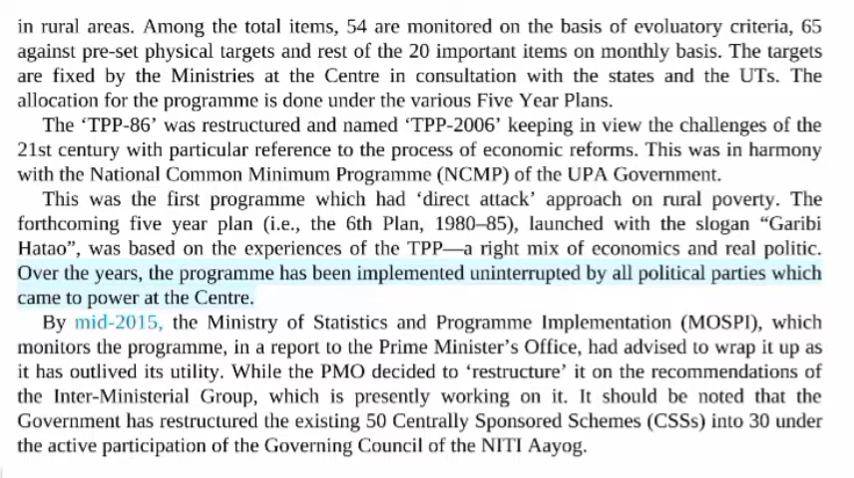 in rural areas. Among the total items, 54 are monitored on the basis of evoluatory criteria, 65
against pre-set physical targets and rest of the 20 important items on monthly basis. The targets
are fixed by the Ministries at the Centre in consultation with the states and the UTs. The
allocation for the programme is done under the various Five Year Plans.
The ‘TPP-86’ was restructured and named ‘TPP-2006’ keeping in view the challenges of the
21st century with particular reference to the process of economic reforms. This was in harmony
with the National Common Minimum Programme (NCMP) of the UPA Government.
This was the first programme which had ‘direct attack’ approach on rural poverty. The
forthcoming five year plan (i.e., the 6th Plan, 1980–85), launched with the slogan “Garibi
Hatao”, was based on the experiences of the TPP—a right mix of economics and real politic.
Over the years, the programme has been implemented uninterrupted by all political parties which
came to power at the Centre.
By mid-2015, the Ministry of Statistics and Programme Implementation (MOSPI), which
monitors the programme, in a report to the Prime Minister’s Office, had advised to wrap it up as
it has outlived its utility. While the PMO decided to ‘restructure’ it on the recommendations of
the Inter-Ministerial Group, which is presently working on it. It should be noted that the
Government has restructured the existing 50 Centrally Sponsored Schemes (CSSs) into 30 under
the active participation of the Governing Council of the NITI Aayog.